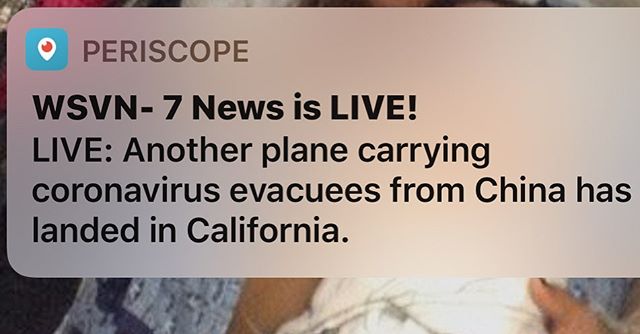 PERISCOPE
WSVN- 7 News is LIVE!
LIVE: Another plane carrying
coronavirus evacuees from China has
landed in California.